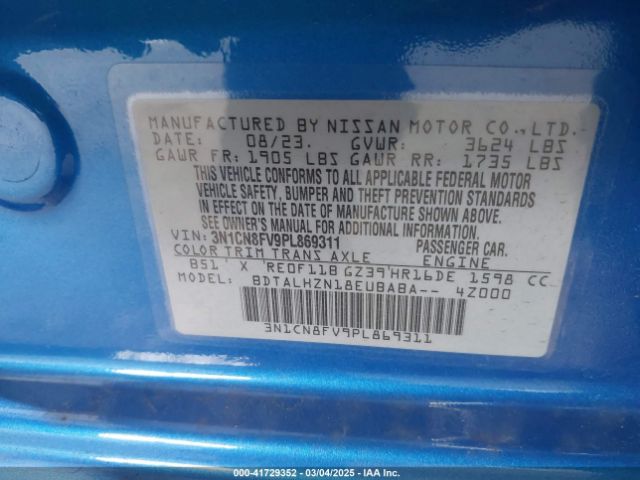 MANUFACTURED BY NISSAN MOTOR CO., LTD.
DATE: 08/23. GVWR: 3624 LBS
GAWR FR: 1905 LBS GAWR RR: 1735 LBS
THIS VEHICLE CONFORMS TO ALL APPLICABLE FEDERAL MOTOR
VEHICLE SAFETY, BUMPER AND THEFT PREVENTION STANDARDS
IN EFFECT ON THE DATE OF MANUFACTURE SHOWN ABOVE.
SEE OWNER'S MANUAL FOR MORE INFORMATION.
VIN: 3N1CN8FV9PL869311 PASSENGER CAR.
COLOR TRIM TRANS AXLE ENGINE
B51 X RE0F11B GZ39 HR16DE 1598 CC
MODEL: BDTALHZN18EUBABA-- 4Z000
3N1CN8FV9PL869311
000-41729352 | 03/04/2025 | IAA Inc.